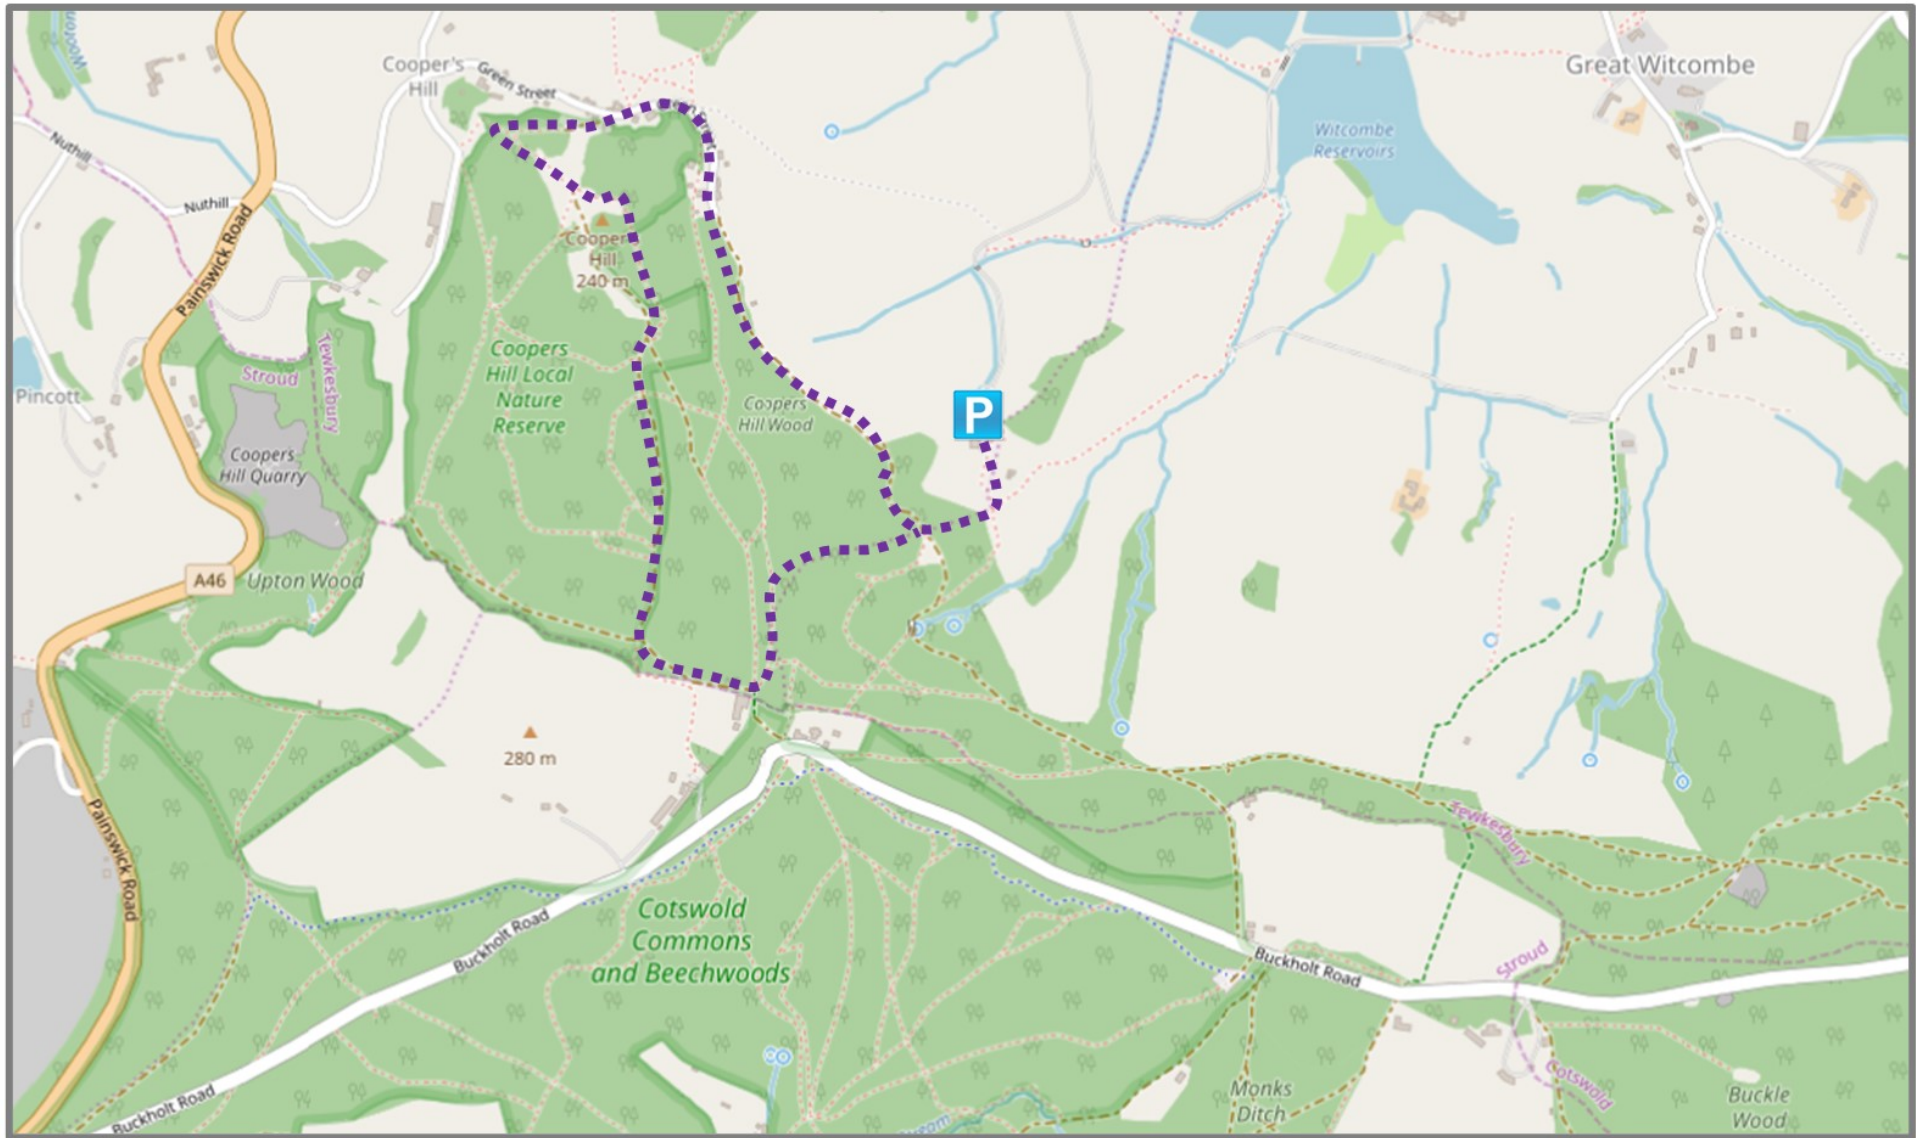 Cooper's
Hill
Green Street
Great Witcombe
Witcombe
Reservoirs
Nuthill
Nuthill
Painswick Road
Cooper
Hill
240 m
P
Coopers
Hill Local
Nature
Reserve
Stroud
Tewkesbury
Pincott
Coopers
Hill Wood
Coopers
Hill Quarry
A46
Upton Wood
280 m
Painswick Road
Tewkesbury
Cotswold
Commons
and Beechwoods
Buckholt Road
Buckholt Road
Stroud
Buckholt Road
Monks
Ditch
Cotswold
Buckle
Wood